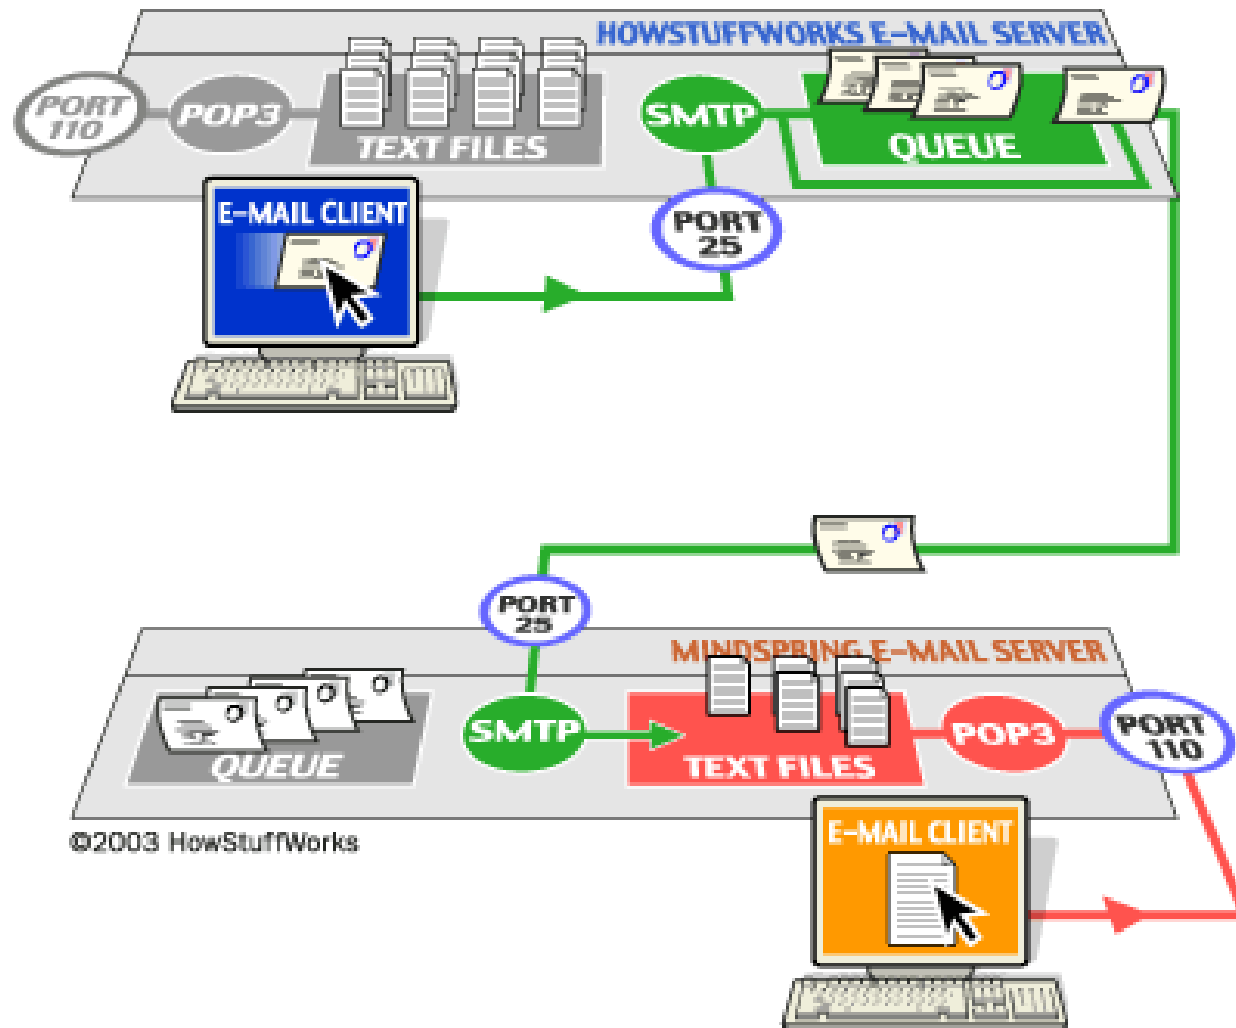 HOWSTUFFWORKS E-MAIL SERVER
PORT
110
POP3
TEXT FILES
SMTP
QUEUE
E-MAIL CLIENT
PORT
25
PORT
25
MINDSPRING E-MAIL SERVER
QUEUE
SMTP
TEXT FILES
POP3
PORT
110
©2003 HowStuffWorks
E-MAIL CLIENT